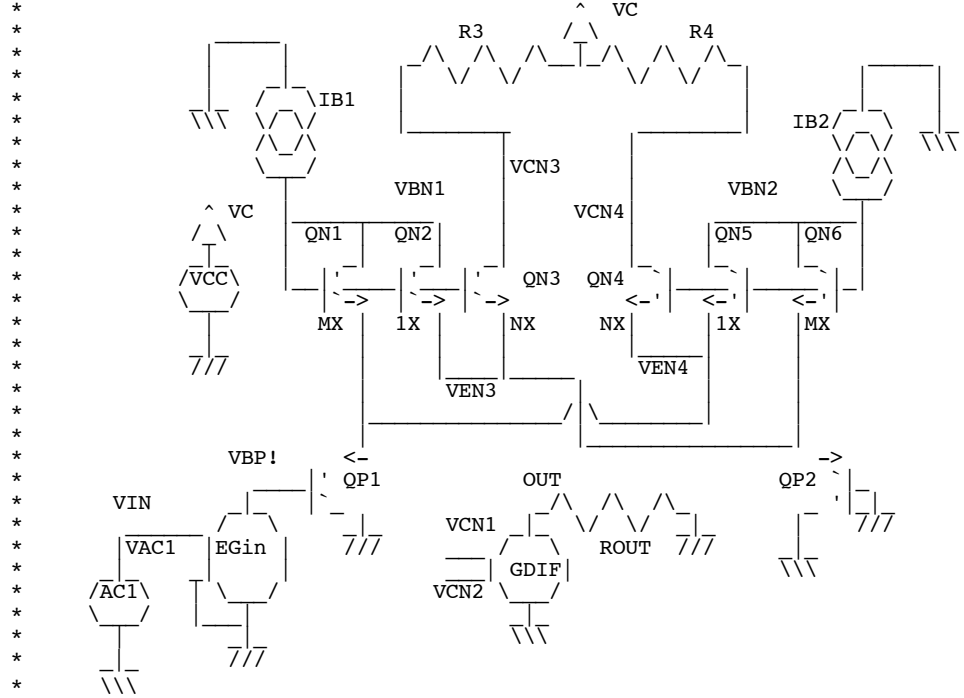 VC
R3 R4
IB1
IB2
VCN3
VBN1 VBN2
VC VCN4
QN1 QN2 QN5 QN6
VCC QN3 QN4
MX 1X NX NX 1X MX
VEN4
VEN3
VBP!
QP1 OUT QP2
VIN
VCN1
VAC1 EGin ROUT
GDIF
AC1 VCN2